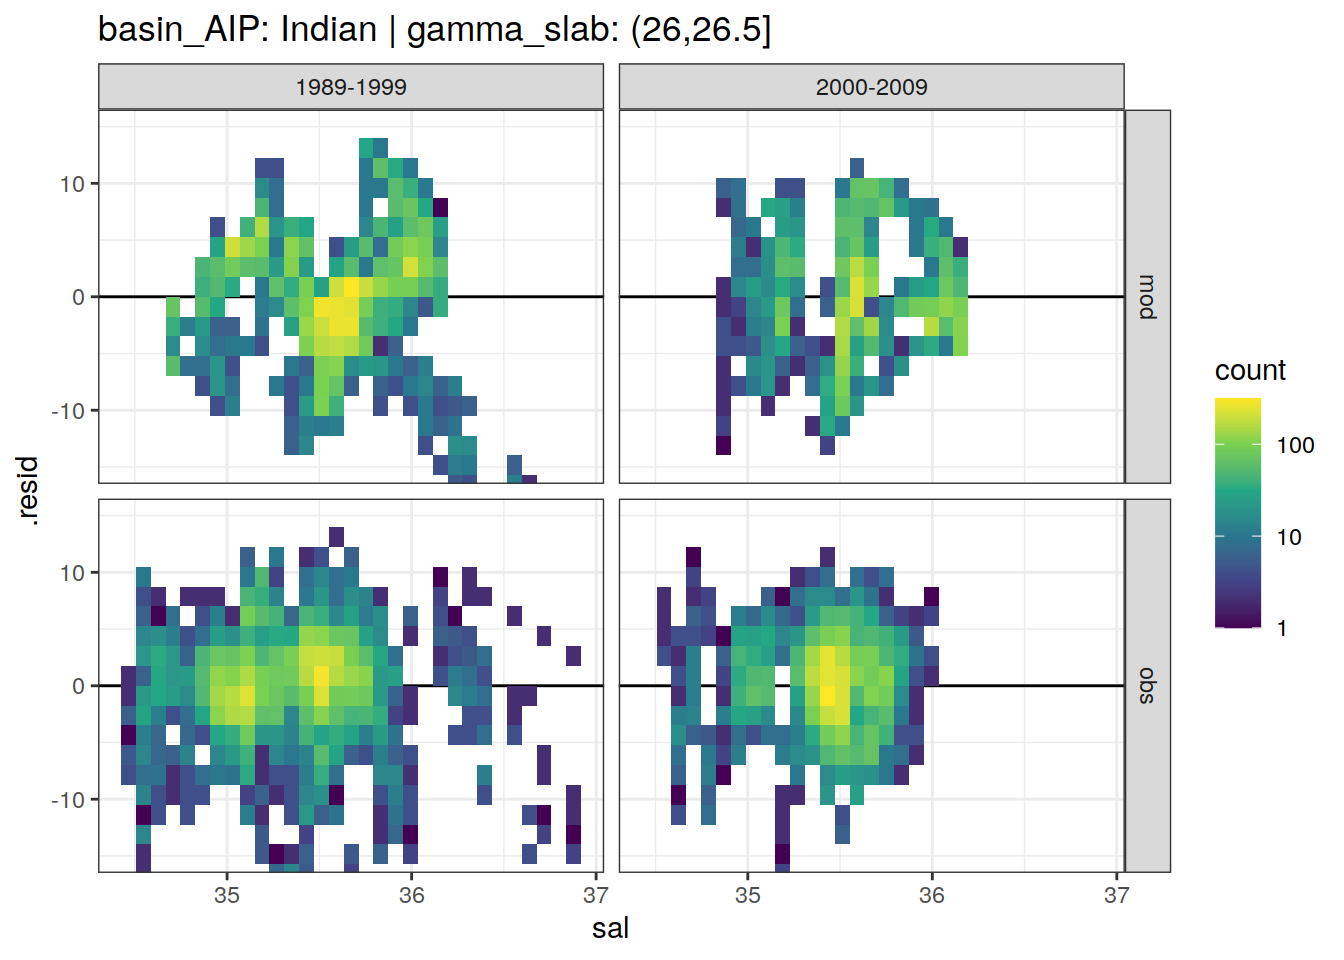 basin_AIP: Indian | gamma_slab: (26,26.5]
1989-1999
2000-2009
10
0
-10
mod
10
0
-10
obs
35
36
37
35
36
37
.resid
sal
count
100
10
1